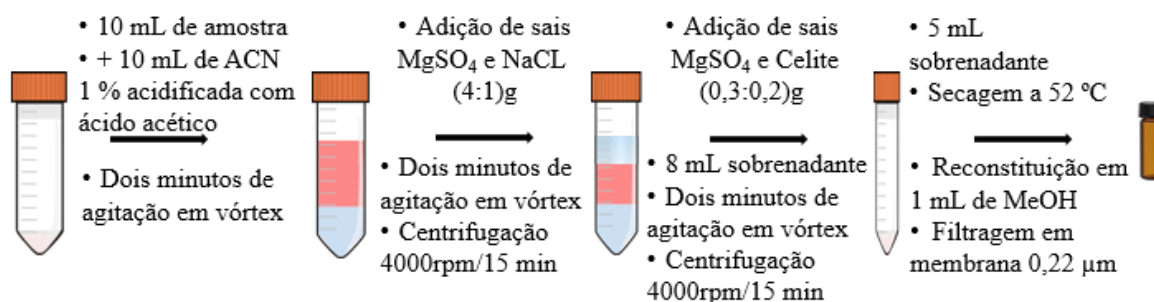 • 10 mL de amostra
• + 10 mL de ACN
1 % acidificada com
ácido acético
• Dois minutos de
agitação em vórtex
• Adição de sais
MgSO₄ e NaCL
(4:1)g
• Dois minutos de
agitação em vórtex
• Centrifugação
4000rpm/15 min
• Adição de sais
MgSO₄ e Celite
(0,3:0,2)g
• 8 mL sobrenadante
• Dois minutos de
agitação em vórtex
• Centrifugação
4000rpm/15 min
• 5 mL
sobrenadante
• Secagem a 52 ºC
• Reconstituição em
1 mL de MeOH
• Filtragem em
membrana 0,22 µm